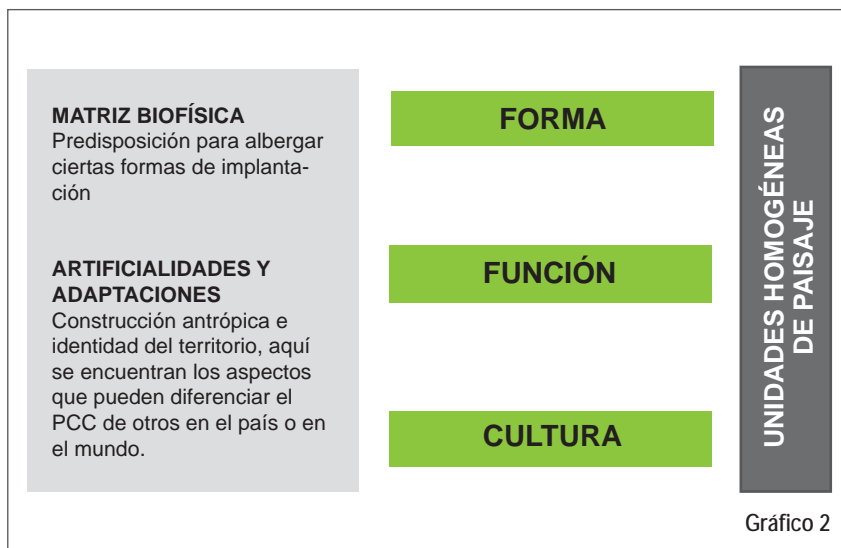 MATRIZ BIOFÍSICA
Predisposición para albergar
ciertas formas de implanta-
ción
ARTIFICIALIDADES Y
ADAPTACIONES
Construcción antrópica e
identidad del territorio, aquí
se encuentran los aspectos
que pueden diferenciar el
PCC de otros en el país o en
el mundo.
FORMA
FUNCIÓN
CULTURA
UNIDADES HOMOGÉNEAS
DE PAISAJE
Gráfico 2